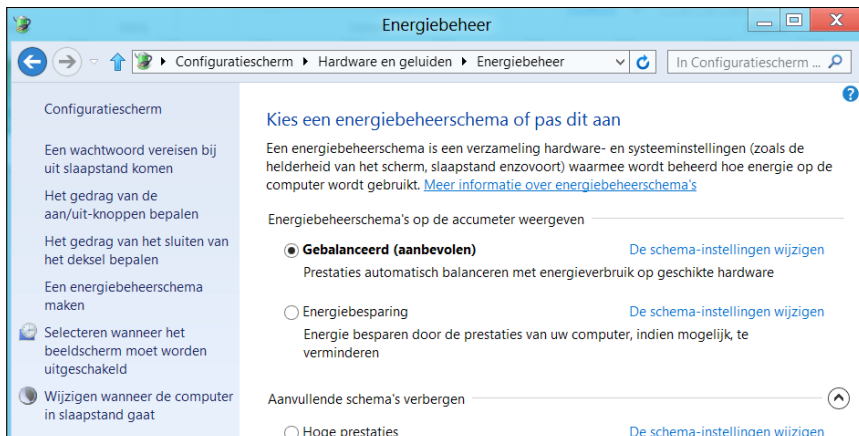 Energiebeheer
Configuratiescherm Hardware en geluiden Energiebeheer
In Configuratiescherm ...
Configuratiescherm
Een wachtwoord vereisen bij
uit slaapstand komen
Het gedrag van de
aan/uit-knoppen bepalen
Het gedrag van het sluiten van
het deksel bepalen
Een energiebeheerschema
maken
Selecteren wanneer het
beeldscherm moet worden
uitgeschakeld
Wijzigen wanneer de computer
in slaapstand gaat
Kies een energiebeheerschema of pas dit aan
Een energiebeheerschema is een verzameling hardware- en systeeminstellingen (zoals de
helderheid van het scherm, slaapstand enzovoort) waarmee wordt beheerd hoe energie op de
computer wordt gebruikt. Meer informatie over energiebeheerschema's
Energiebeheerschema's op de accumeter weergeven
Gebalanceerd (aanbevolen) De schema-instellingen wijzigen
Prestaties automatisch balanceren met energieverbruik op geschikte hardware
Energiebesparing De schema-instellingen wijzigen
Energie besparen door de prestaties van uw computer, indien mogelijk, te
verminderen
Aanvullende schema's verbergen
Hoge prestaties De schema-instellingen wijzigen